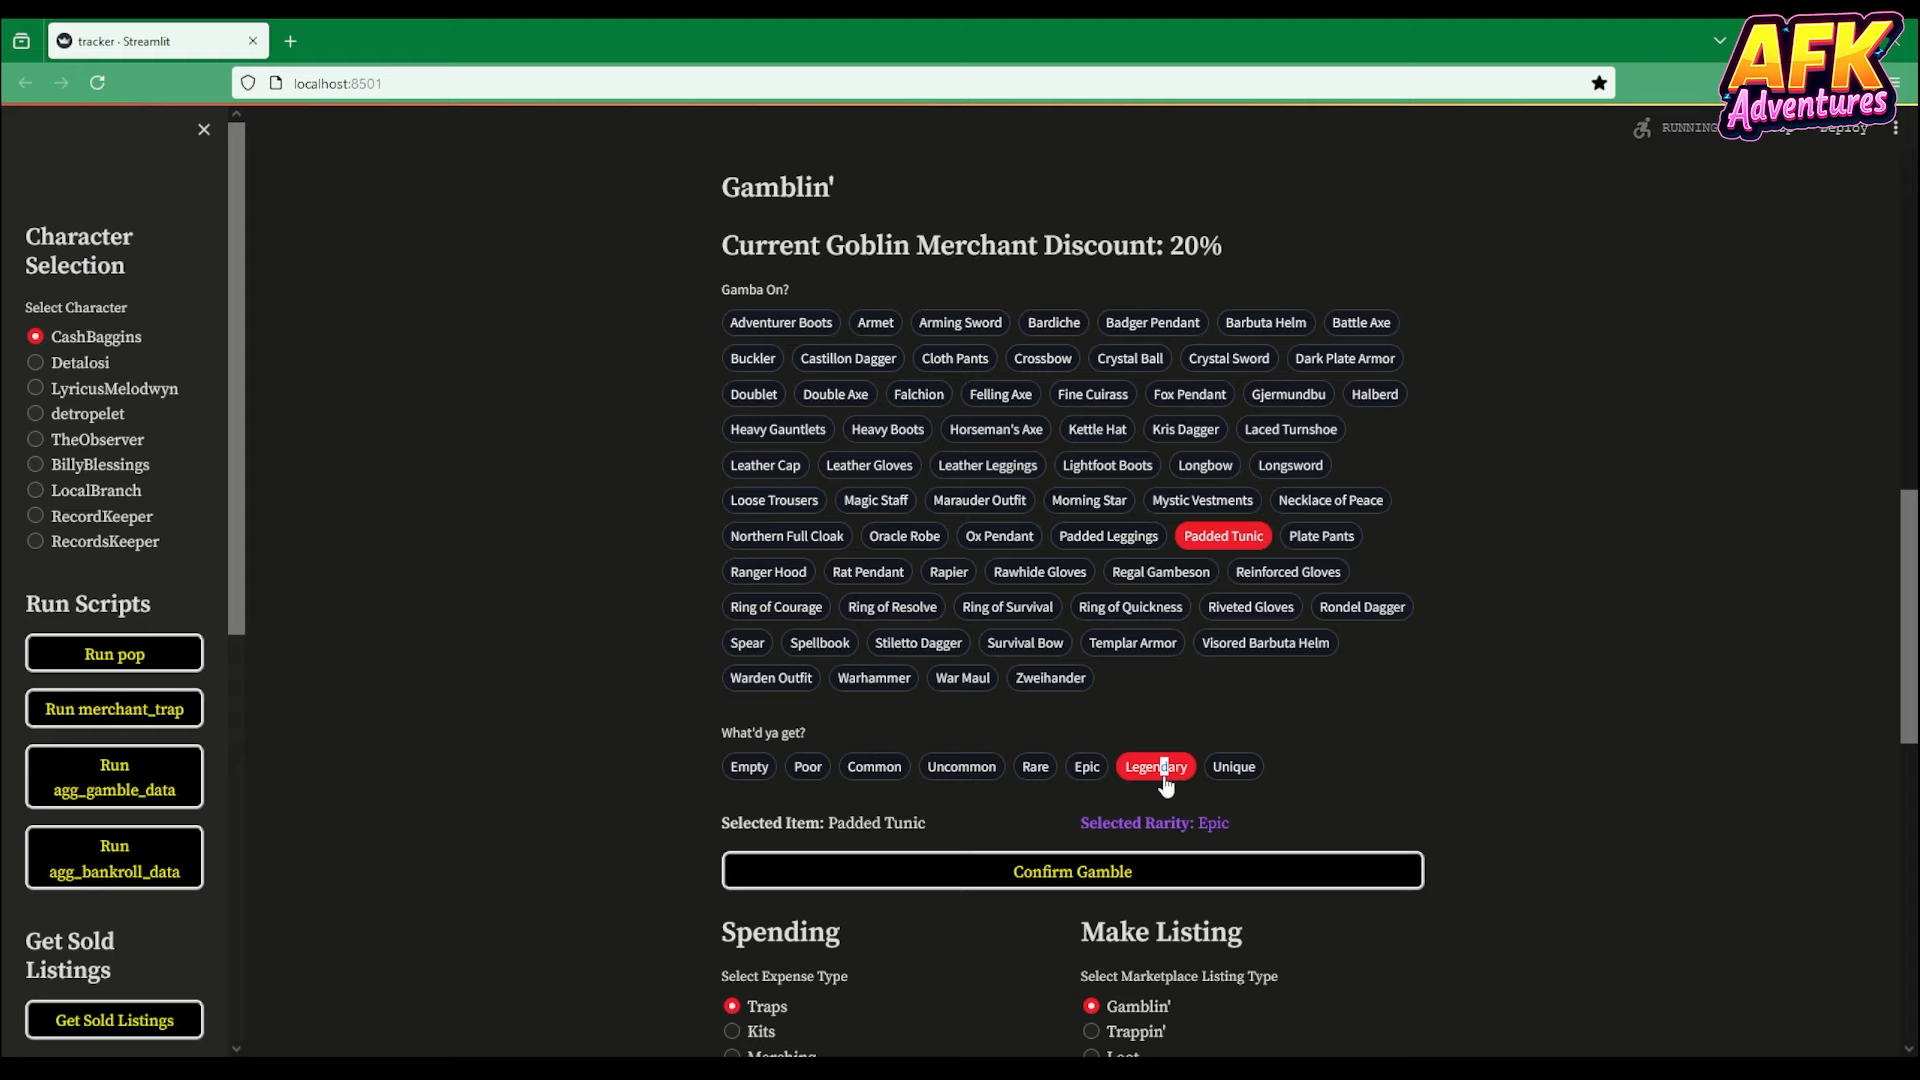 tracker · Streamlit
AFK
Adventures
localhost:8501
RUNNING
Deploy
Character
Selection
Select Character
CashBaggins
Detalosi
LyricusMelodwyn
detropelet
TheObserver
BillyBlessings
LocalBranch
RecordKeeper
RecordsKeeper
Run Scripts
Run pop
Run merchant_trap
Run
agg_gamble_data
Run
agg_bankroll_data
Get Sold
Listings
Get Sold Listings
Gamblin'
Current Goblin Merchant Discount: 20%
Gamba On?
Adventurer Boots Armet Arming Sword Bardiche Badger Pendant Barbuta Helm Battle Axe
Buckler Castillon Dagger Cloth Pants Crossbow Crystal Ball Crystal Sword Dark Plate Armor
Doublet Double Axe Falchion Felling Axe Fine Cuirass Fox Pendant Gjermundbu Halberd
Heavy Gauntlets Heavy Boots Horseman's Axe Kettle Hat Kris Dagger Laced Turnshoe
Leather Cap Leather Gloves Leather Leggings Lightfoot Boots Longbow Longsword
Loose Trousers Magic Staff Marauder Outfit Morning Star Mystic Vestments Necklace of Peace
Northern Full Cloak Oracle Robe Ox Pendant Padded Leggings Padded Tunic Plate Pants
Ranger Hood Rat Pendant Rapier Rawhide Gloves Regal Gambeson Reinforced Gloves
Ring of Courage Ring of Resolve Ring of Survival Ring of Quickness Riveted Gloves Rondel Dagger
Spear Spellbook Stiletto Dagger Survival Bow Templar Armor Visored Barbuta Helm
Warden Outfit Warhammer War Maul Zweihander
What'd ya get?
Empty Poor Common Uncommon Rare Epic Legendary Unique
Selected Item: Padded Tunic
Selected Rarity: Epic
Confirm Gamble
Spending
Select Expense Type
Traps
Kits
Merching
Make Listing
Select Marketplace Listing Type
Gamblin'
Trappin'
Loot